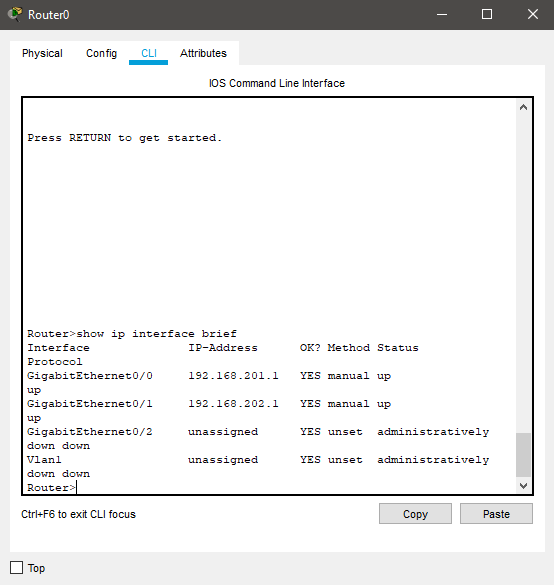 Router0
Physical Config CLI Attributes
IOS Command Line Interface
Press RETURN to get started.
Router>show ip interface brief
Interface IP-Address OK? Method Status
Protocol
GigabitEthernet0/0 192.168.201.1 YES manual up
up
GigabitEthernet0/1 192.168.202.1 YES manual up
up
GigabitEthernet0/2 unassigned YES unset administratively
down down
Vlan1 unassigned YES unset administratively
down down
Router>
Ctrl+F6 to exit CLI focus
Copy Paste
Top